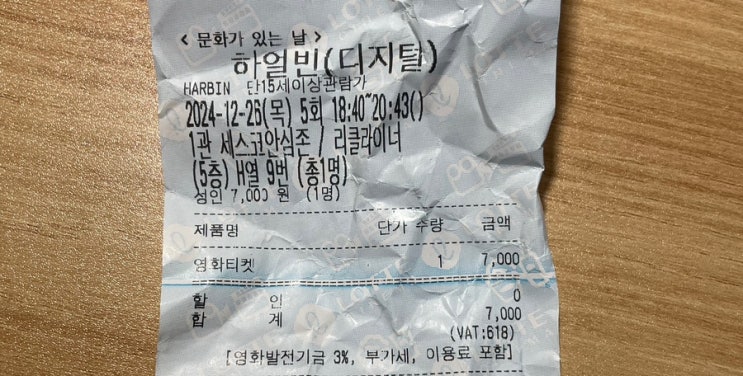 < 문화가 있는 날 >
하얼빈(디지털)
HARBIN 단15세이상관람가
2024-12-26(목) 5회 18:40~20:43()
1관 세스코안심존 / 리클라이너
(5층) H열 9번 (총1명)
성인 7,000 원 (1명)
제품명 단가 수량 금액
영화티켓 1 7,000
할 인 0
합 계 7,000
(VAT:618)
[영화발전기금 3%, 부가세, 이용료 포함]